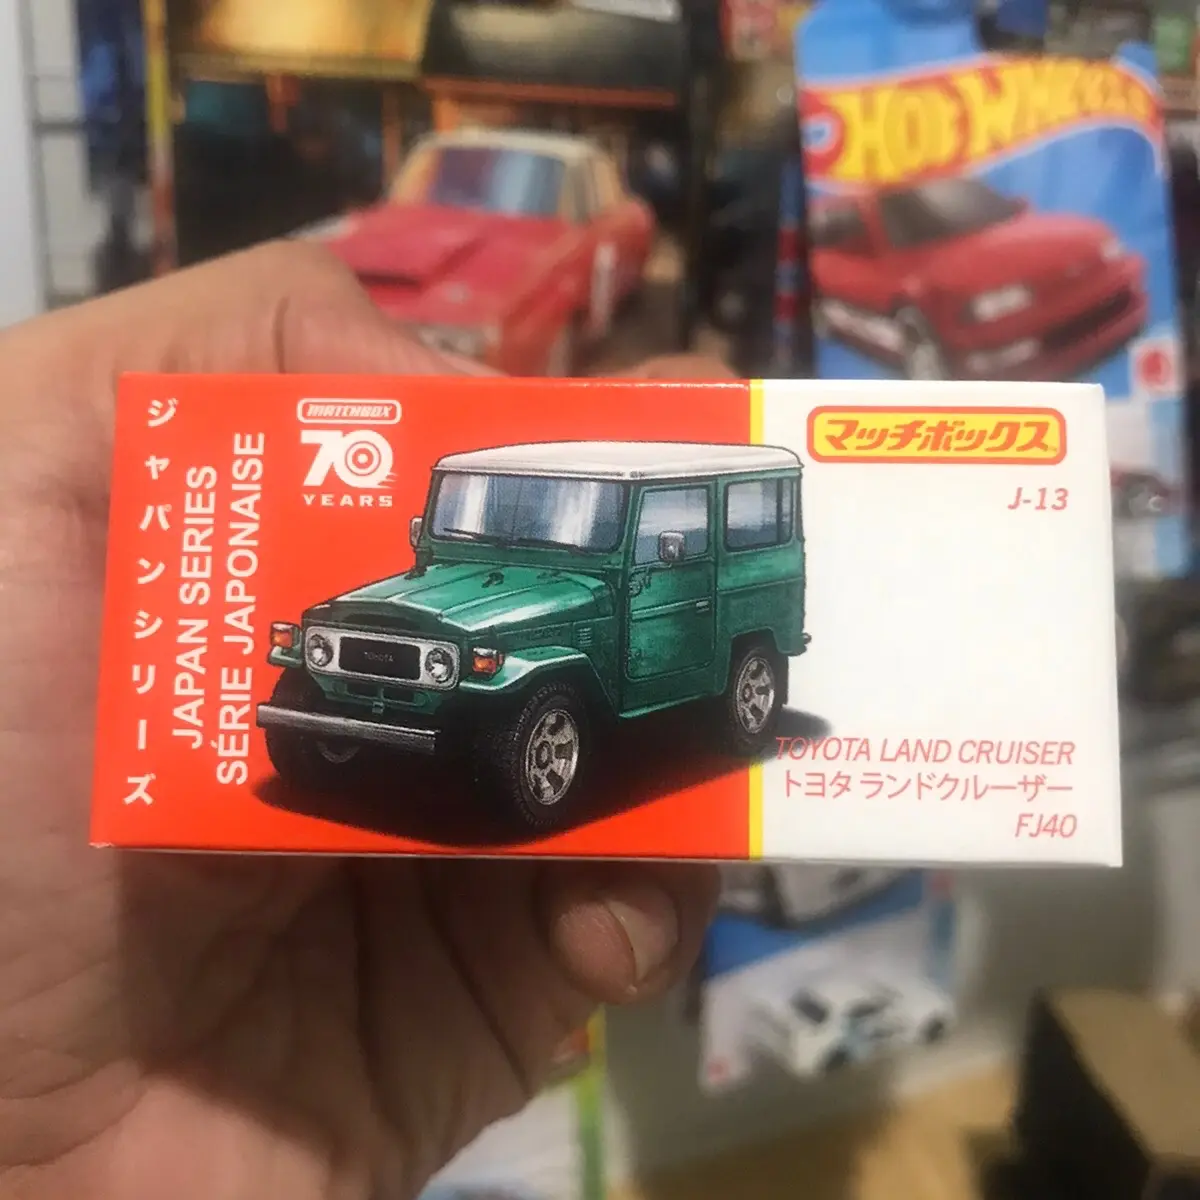 ジャパンシリーズ
JAPAN SERIES
SÉRIE JAPONAISE
MATCHBOX
70
YEARS
TOYOTA
マッチボックス
J-13
TOYOTA LAND CRUISER
トヨタ ランドクルーザー
FJ40
HOT WHEELS